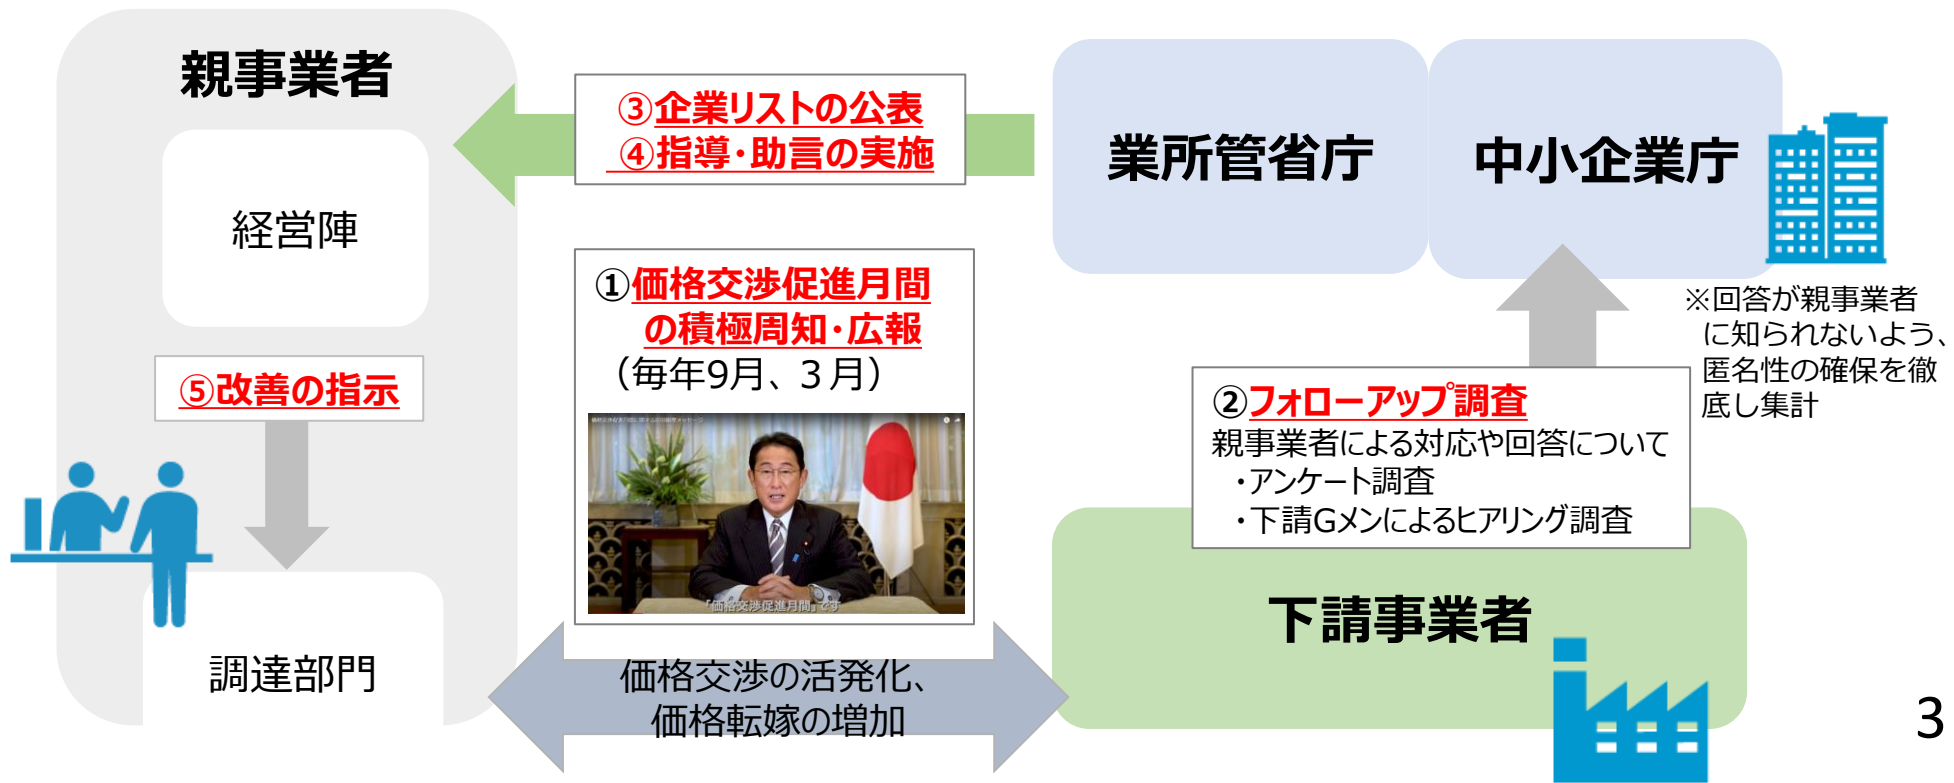 親事業者
経営陣
⑤改善の指示
調達部門
③企業リストの公表
④指導・助言の実施
①価格交渉促進月間
の積極周知・広報
（毎年9月、３月）
「価格交渉促進月間」です
価格交渉の活発化、
価格転嫁の増加
業所管省庁
中小企業庁
※回答が親事業者
に知られないよう、
匿名性の確保を徹
底し集計
②フォローアップ調査
親事業者による対応や回答について
・アンケート調査
・下請Gメンによるヒアリング調査
下請事業者
3